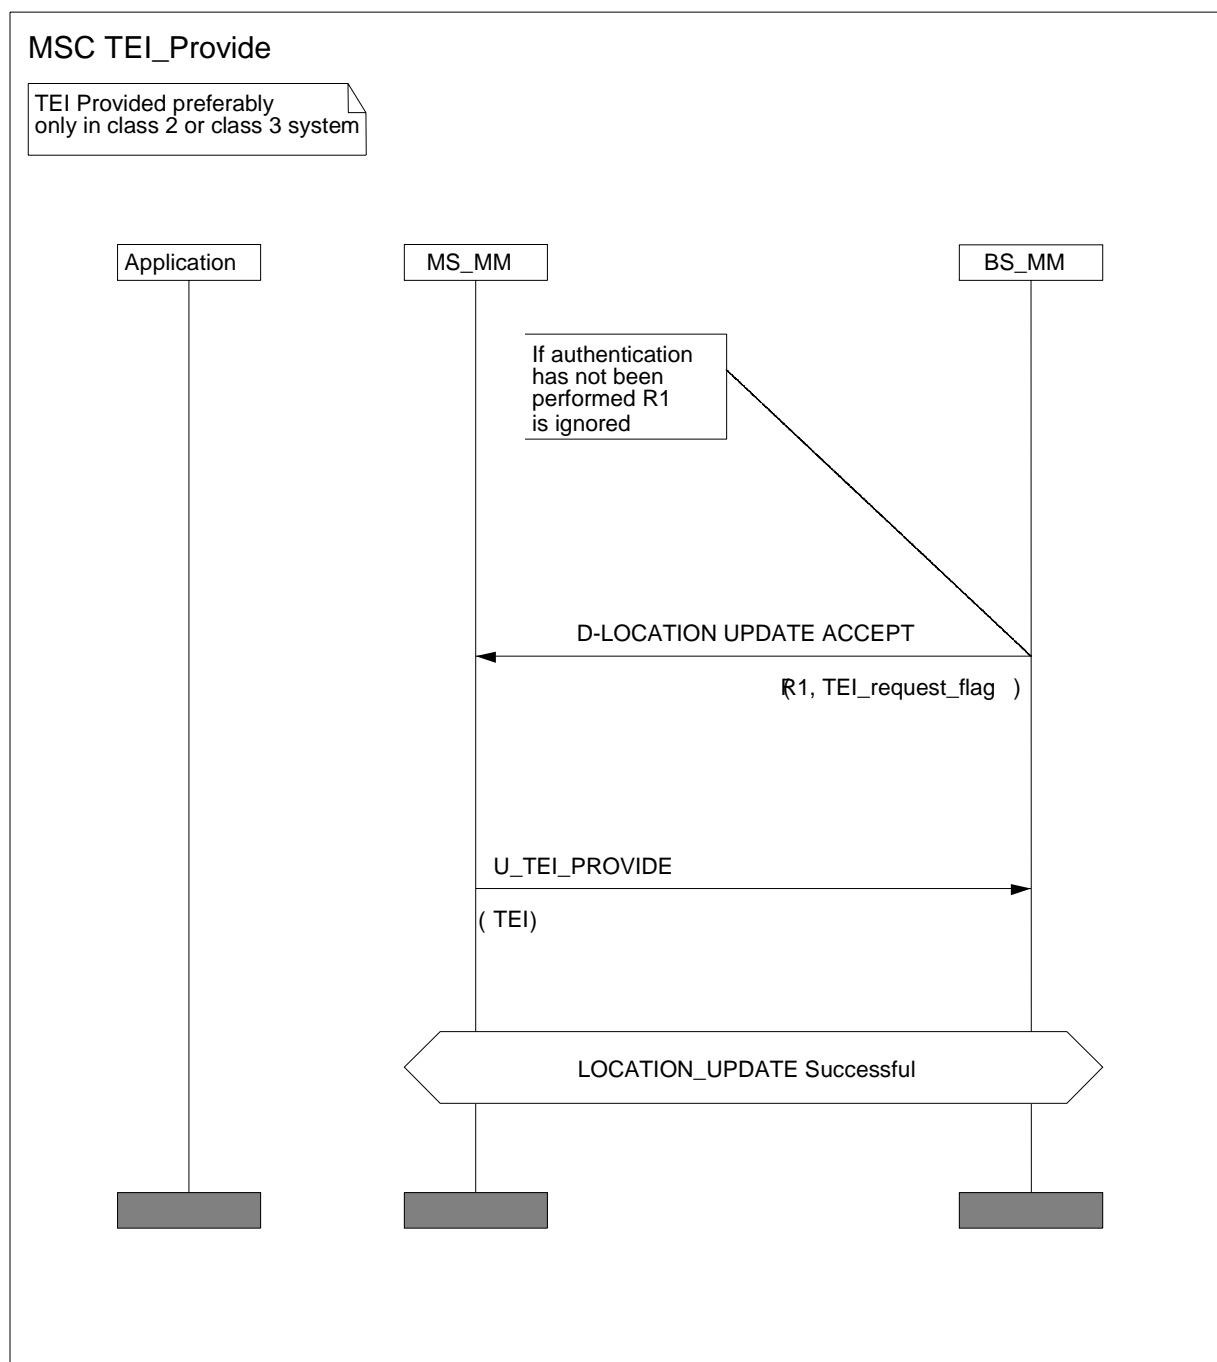 MSC TEI_Provide
TEI Provided preferably
only in class 2 or class 3 system
Application
MS_MM
BS_MM
If authentication
has not been
performed R1
is ignored
D-LOCATION UPDATE ACCEPT
(R1, TEI_request_flag )
U_TEI_PROVIDE
( TEI)
LOCATION_UPDATE Successful